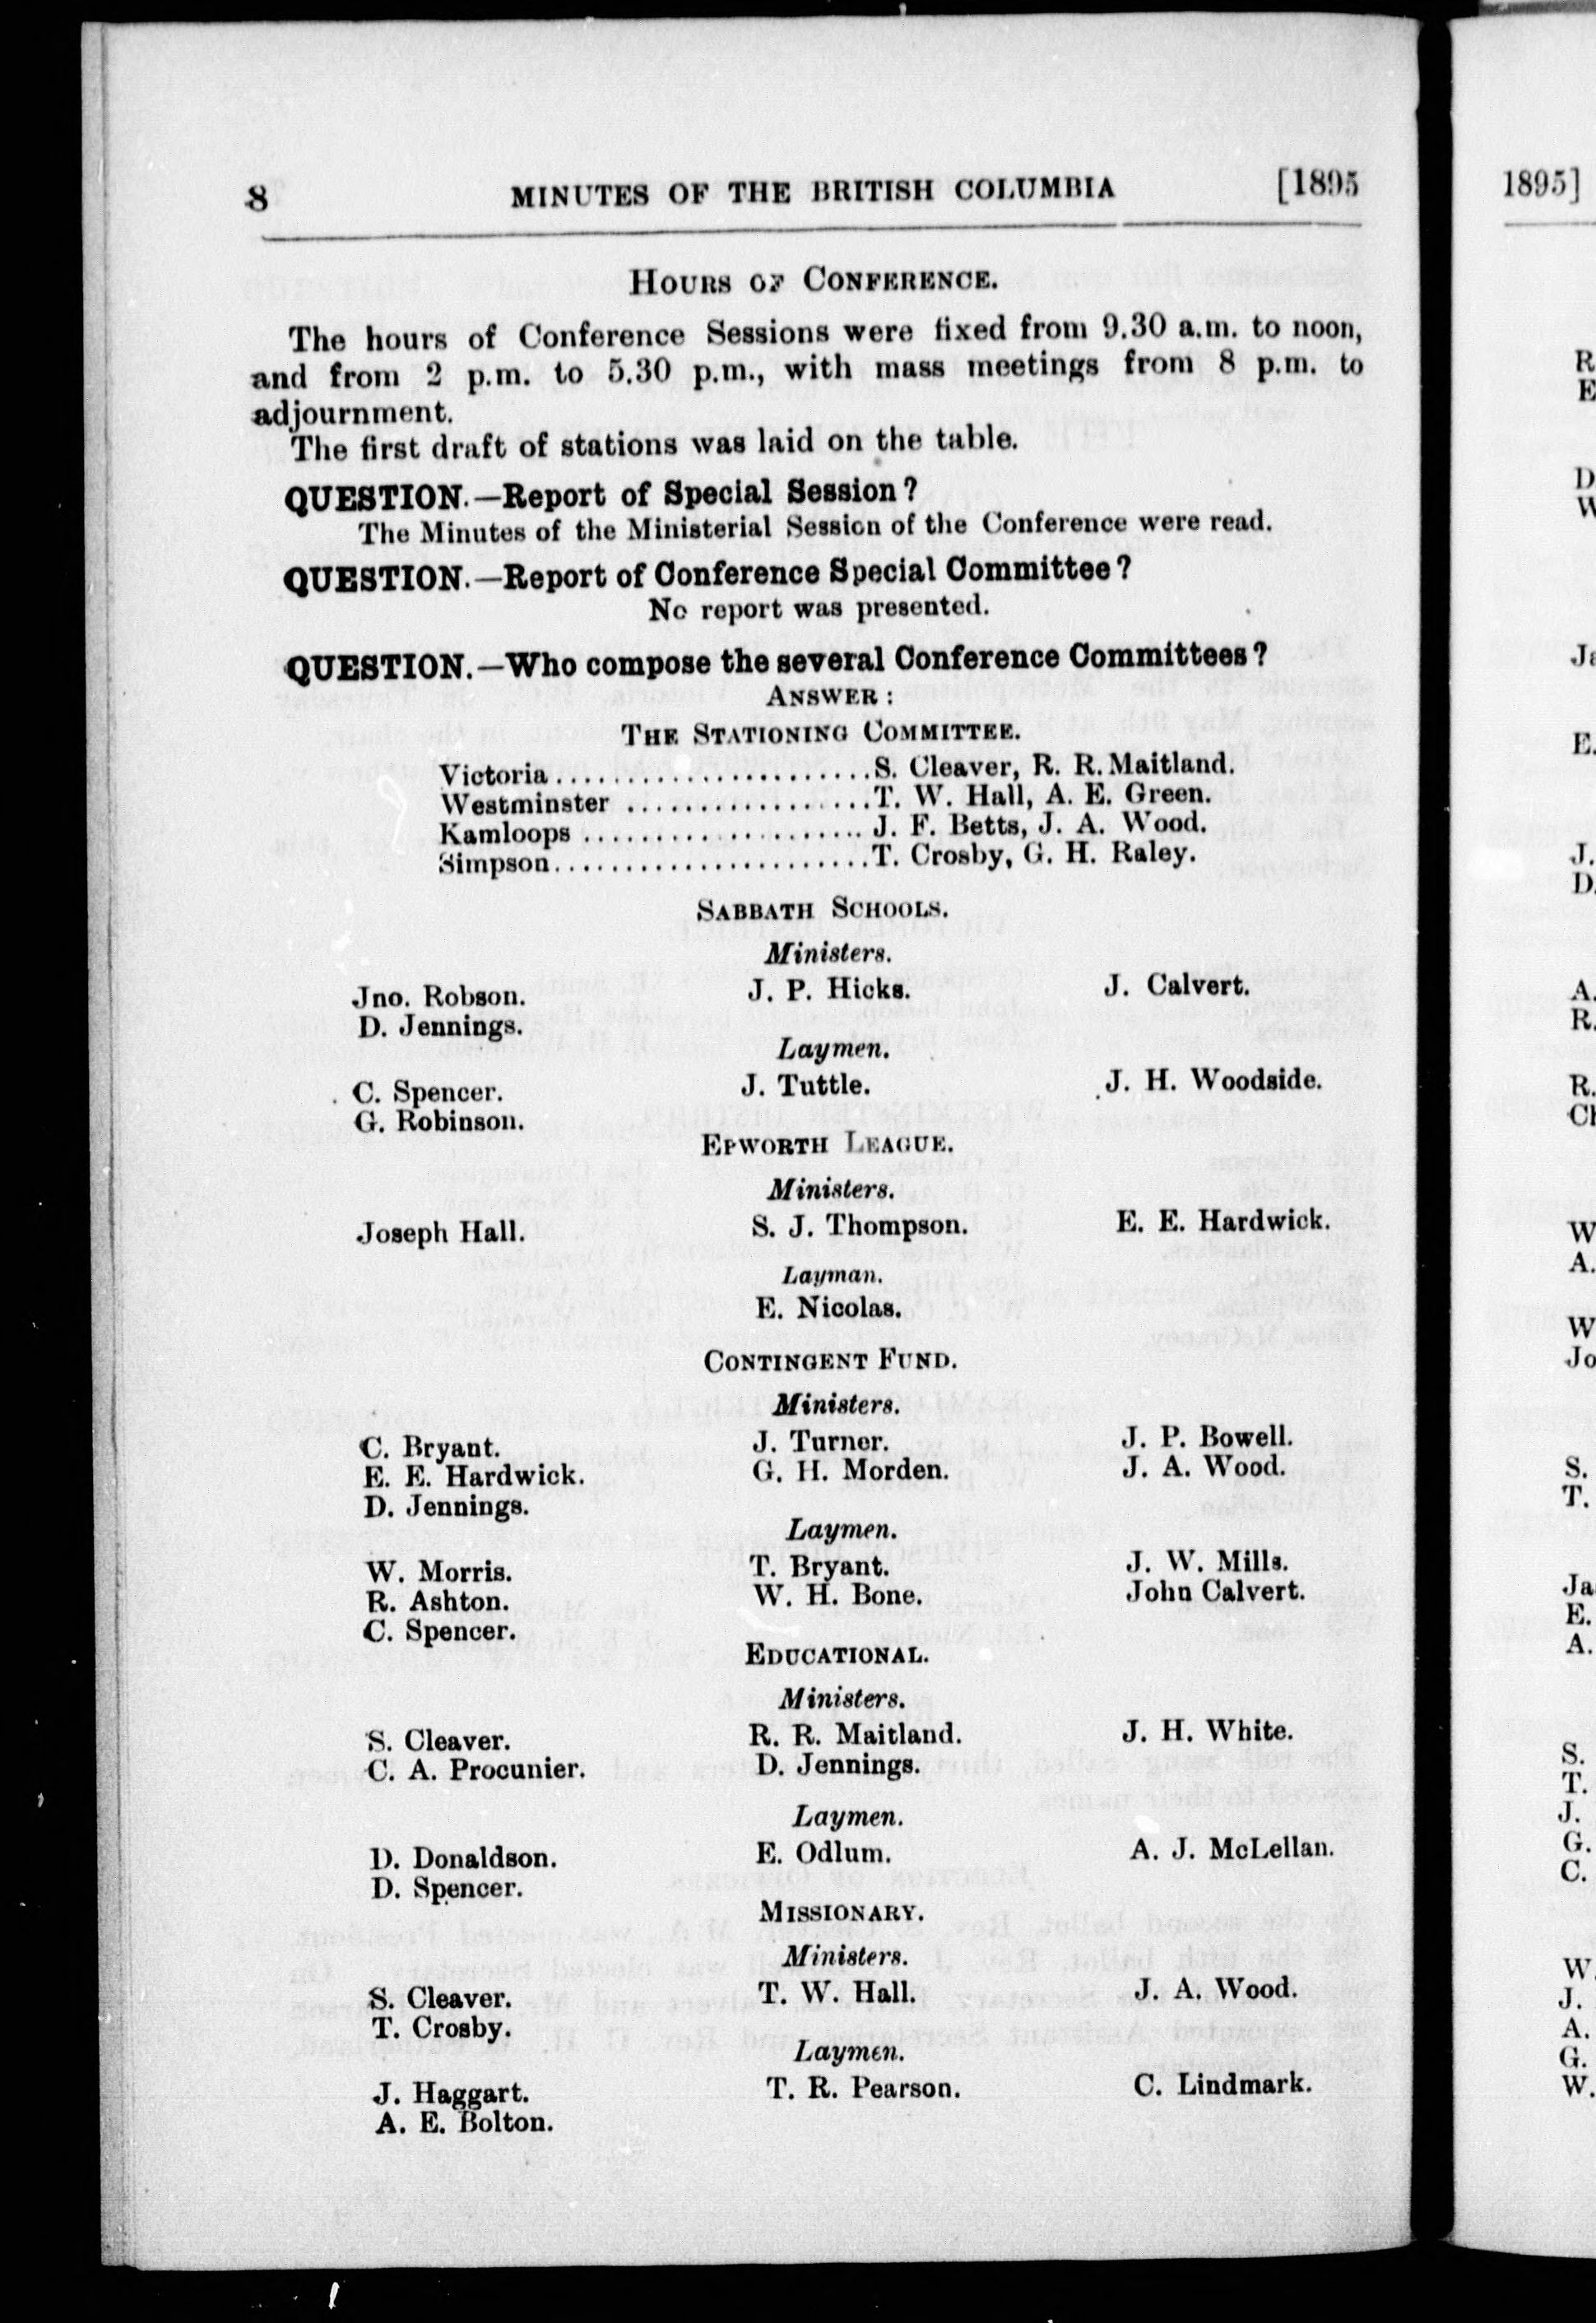 8 MINUTES OF THE BRITISH COLUMBIA [1895
HOURS OF CONFERENCE.
The hours of Conference Sessions were fixed from 9.30 a.m. to noon,
and from 2 p.m. to 5.30 p.m., with mass meetings from 8 p.m. to
adjournment.
The first draft of stations was laid on the table.
QUESTION.—Report of Special Session?
The Minutes of the Ministerial Session of the Conference were read.
QUESTION.—Report of Conference Special Committee?
No report was presented.
QUESTION.—Who compose the several Conference Committees?
ANSWER:
THE STATIONING COMMITTEE.
Victoria......................S. Cleaver, R. R. Maitland.
Westminster .................T. W. Hall, A. E. Green.
Kamloops ....................J. F. Betts, J. A. Wood.
Simpson......................T. Crosby, G. H. Raley.
SABBATH SCHOOLS.
Ministers.
Jno. Robson. J. P. Hicks. J. Calvert.
D. Jennings.
Laymen.
C. Spencer. J. Tuttle. J. H. Woodside.
G. Robinson.
EPWORTH LEAGUE.
Ministers.
Joseph Hall. S. J. Thompson. E. E. Hardwick.
Layman.
E. Nicolas.
CONTINGENT FUND.
Ministers.
C. Bryant. J. Turner. J. P. Bowell.
E. E. Hardwick. G. H. Morden. J. A. Wood.
D. Jennings.
Laymen.
W. Morris. T. Bryant. J. W. Mills.
R. Ashton. W. H. Bone. John Calvert.
C. Spencer.
EDUCATIONAL.
Ministers.
S. Cleaver. R. R. Maitland. J. H. White.
C. A. Procunier. D. Jennings.
Laymen.
D. Donaldson. E. Odlum. A. J. McLellan.
D. Spencer.
MISSIONARY.
Ministers.
S. Cleaver. T. W. Hall. J. A. Wood.
T. Crosby.
Laymen.
J. Haggart. T. R. Pearson. C. Lindmark.
A. E. Bolton.
1895]
R
E
D
W
Ja
E.
J.
D.
A.
R.
R.
Ch
W
A.
W
Jo
S.
T.
Ja
E.
A.
S.
T.
J.
G.
C.
W
J.
A.
G.
W.